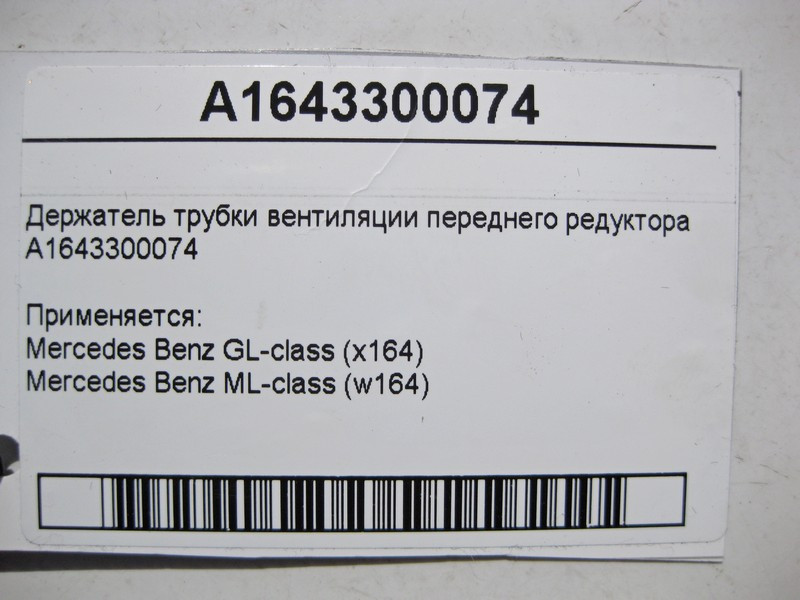 A1643300074
Держатель трубки вентиляции переднего редуктора
A1643300074
Применяется:
Mercedes Benz GL-class (x164)
Mercedes Benz ML-class (w164)